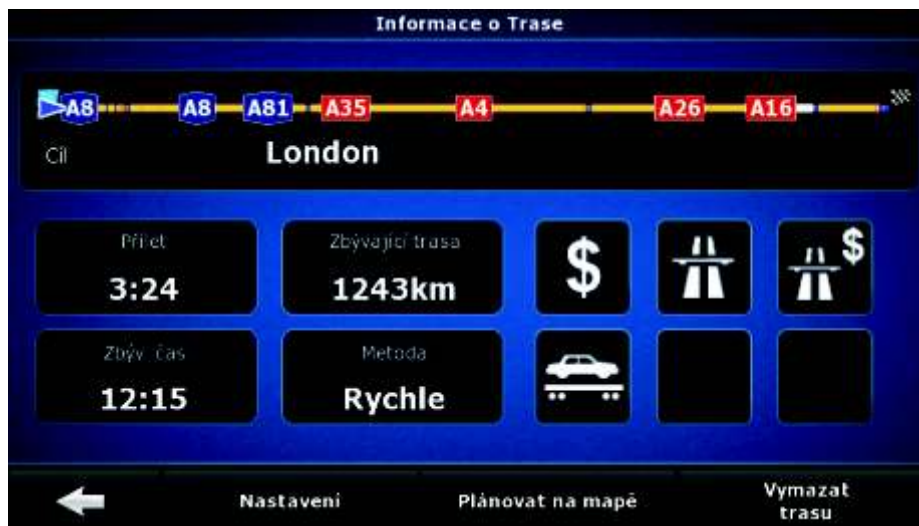 Informace o Trase
A8 A8 A81 A35 A4 A26 A16
Cíl London
Přílet Zbývající trasa
3:24 1243km $ $
Zbýv. čas Metoda
12:15 Rychle
Nastavení Plánovat na mapě Vymazat
trasu